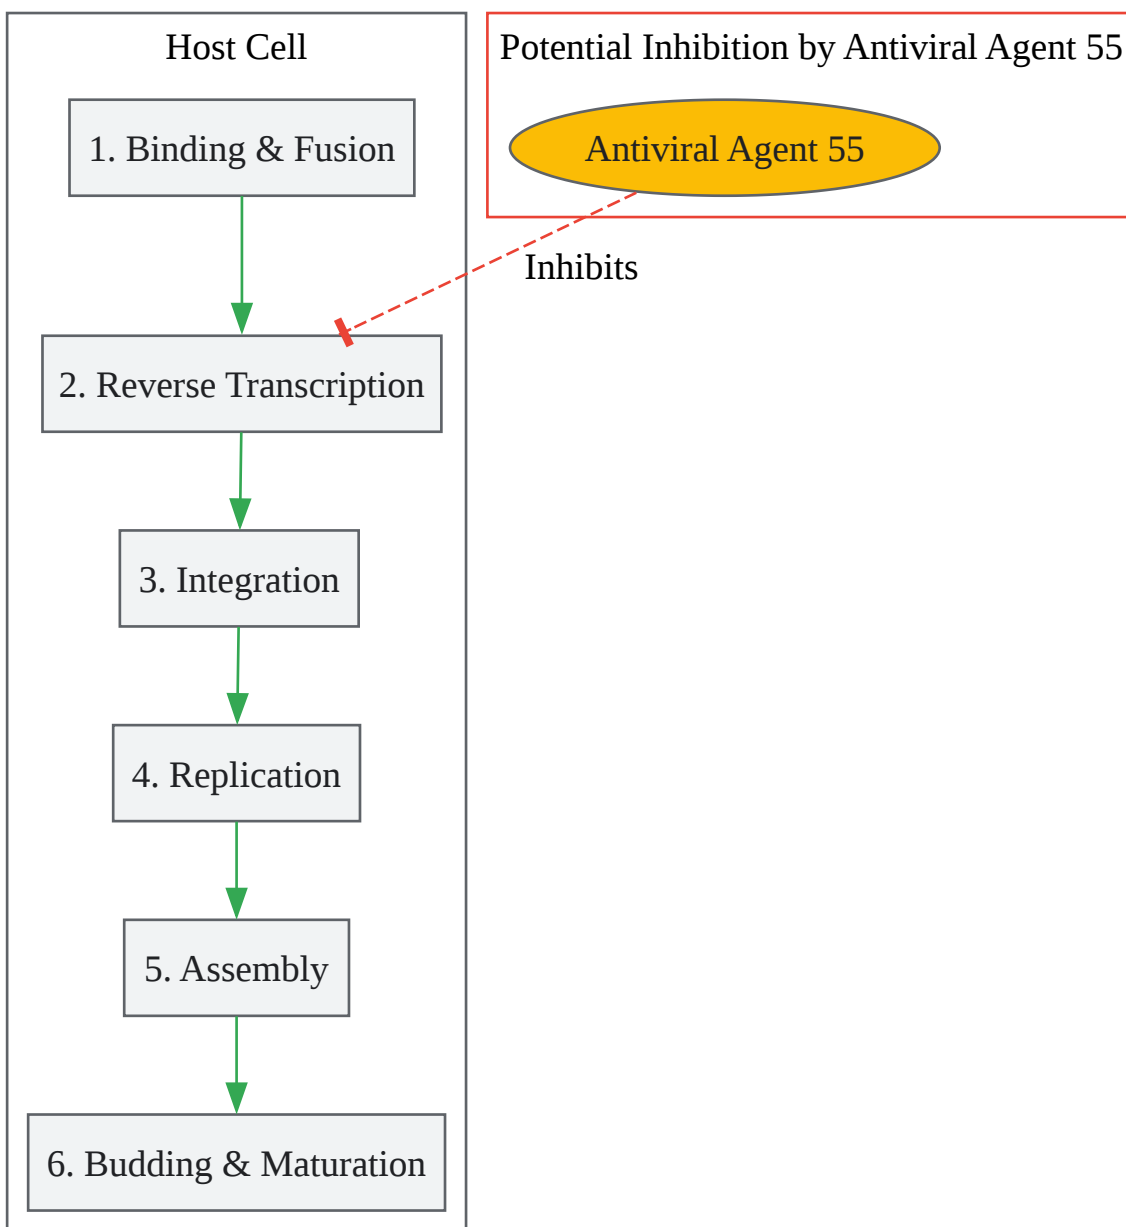 Host Cell
1. Binding & Fusion
2. Reverse Transcription
3. Integration
4. Replication
5. Assembly
6. Budding & Maturation
Potential Inhibition by Antiviral Agent 55
Antiviral Agent 55
Inhibits